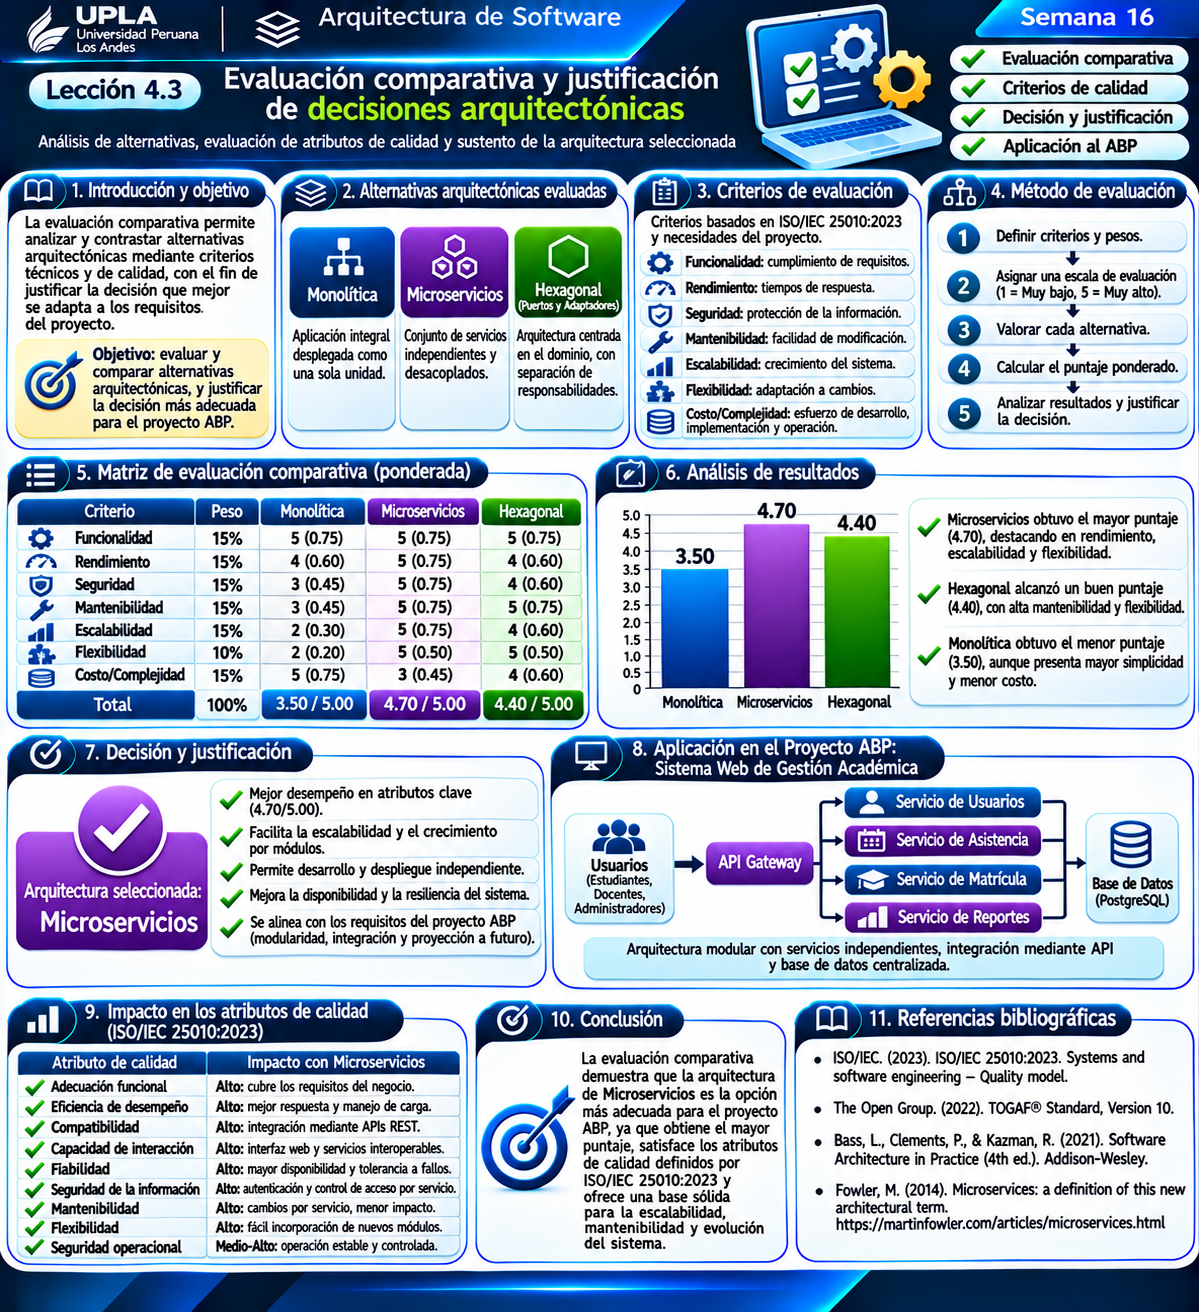 UPLA
Universidad Peruana
Los Andes
Arquitectura de Software
Semana 16
Lección 4.3
Evaluación comparativa y justificación
de decisiones arquitectónicas
Análisis de alternativas, evaluación de atributos de calidad y sustento de la arquitectura seleccionada
Evaluación comparativa
Criterios de calidad
Decisión y justificación
Aplicación al ABP
1. Introducción y objetivo
La evaluación comparativa permite
analizar y contrastar alternativas
arquitectónicas mediante criterios
técnicos y de calidad, con el fin de
justificar la decisión que mejor
se adapta a los requisitos.
del proyecto.
Objetivo: evaluar y
comparar alternativas
arquitectónicas, y justificar
la decisión más adecuada
para el proyecto ABP.
2. Alternativas arquitectónicas evaluadas
Monolítica
Aplicación integral
desplegada como
una sola unidad.
Microservicios
Conjunto de servicios
independientes y
desacoplados.
Hexagonal
(Puertos y Adaptadores)
Arquitectura centrada
en el dominio, con
separación de
responsabilidades.
3. Criterios de evaluación
Criterios basados en ISO/IEC 25010:2023
y necesidades del proyecto.
Funcionalidad: cumplimiento de requisitos.
Rendimiento: tiempos de respuesta.
Seguridad: protección de la información.
Mantenibilidad: facilidad de modificación.
Escalabilidad: crecimiento del sistema.
Flexibilidad: adaptación a cambios.
Costo/Complejidad: esfuerzo de desarrollo,
implementación y operación.
4. Método de evaluación
1 Definir criterios y pesos.
2 Asignar una escala de evaluación
(1 = Muy bajo, 5 = Muy alto).
3 Valorar cada alternativa.
4 Calcular el puntaje ponderado.
5 Analizar resultados y justificar
la decisión.
5. Matriz de evaluación comparativa (ponderada)
Criterio Peso Monolítica Microservicios Hexagonal
Funcionalidad 15% 5 (0.75) 5 (0.75) 5 (0.75)
Rendimiento 15% 4 (0.60) 5 (0.75) 4 (0.60)
Seguridad 15% 3 (0.45) 5 (0.75) 4 (0.60)
Mantenibilidad 15% 3 (0.45) 5 (0.75) 5 (0.75)
Escalabilidad 15% 2 (0.30) 5 (0.75) 4 (0.60)
Flexibilidad 10% 2 (0.20) 5 (0.50) 5 (0.50)
Costo/Complejidad 15% 5 (0.75) 3 (0.45) 4 (0.60)
Total 100% 3.50 / 5.00 4.70 / 5.00 4.40 / 5.00
6. Análisis de resultados
5.0
4.5
4.0
3.5
3.0
2.5
2.0
1.5
1.0
0.5
0
3.50
4.70
4.40
Monolítica Microservicios Hexagonal
Microservicios obtuvo el mayor puntaje
(4.70), destacando en rendimiento,
escalabilidad y flexibilidad.
Hexagonal alcanzó un buen puntaje
(4.40), con alta mantenibilidad y flexibilidad.
Monolítica obtuvo el menor puntaje
(3.50), aunque presenta mayor simplicidad
y menor costo.
7. Decisión y justificación
Arquitectura seleccionada:
Microservicios
Mejor desempeño en atributos clave
(4.70/5.00).
Facilita la escalabilidad y el crecimiento
por módulos.
Permite desarrollo y despliegue independiente.
Mejora la disponibilidad y la resiliencia del sistema.
Se alinea con los requisitos del proyecto ABP
(modularidad, integración y proyección a futuro).
8. Aplicación en el Proyecto ABP:
Sistema Web de Gestión Académica
Usuarios
(Estudiantes,
Docentes,
Administradores)
API Gateway
Servicio de Usuarios
Servicio de Asistencia
Servicio de Matrícula
Servicio de Reportes
Base de Datos
(PostgreSQL)
Arquitectura modular con servicios independientes, integración mediante API
y base de datos centralizada.
9. Impacto en los atributos de calidad
(ISO/IEC 25010:2023)
Atributo de calidad Impacto con Microservicios
Adecuación funcional Alto: cubre los requisitos del negocio.
Eficiencia de desempeño Alto: mejor respuesta y manejo de carga.
Compatibilidad Alto: integración mediante APIs REST.
Capacidad de interacción Alto: interfaz web y servicios interoperables.
Fiabilidad Alto: mayor disponibilidad y tolerancia a fallos.
Seguridad de la información Alto: autenticación y control de acceso por servicio.
Mantenibilidad Alto: cambios por servicio, menor impacto.
Flexibilidad Alto: fácil incorporación de nuevos módulos.
Seguridad operacional Medio-Alto: operación estable y controlada.
10. Conclusión
La evaluación comparativa
demuestra que la arquitectura
de Microservicios es la opción
más adecuada para el proyecto
ABP, ya que obtiene el mayor
puntaje, satisface los atributos
de calidad definidos por
ISO/IEC 25010:2023 y
ofrece una base sólida
para la escalabilidad,
mantenibilidad y evolución
del sistema.
11. Referencias bibliográficas
• ISO/IEC. (2023). ISO/IEC 25010:2023. Systems and
software engineering – Quality model.
• The Open Group. (2022). TOGAF® Standard, Version 10.
• Bass, L., Clements, P., & Kazman, R. (2021). Software
Architecture in Practice (4th ed.). Addison-Wesley.
• Fowler, M. (2014). Microservices: a definition of this new
architectural term.
https://martinfowler.com/articles/microservices.html